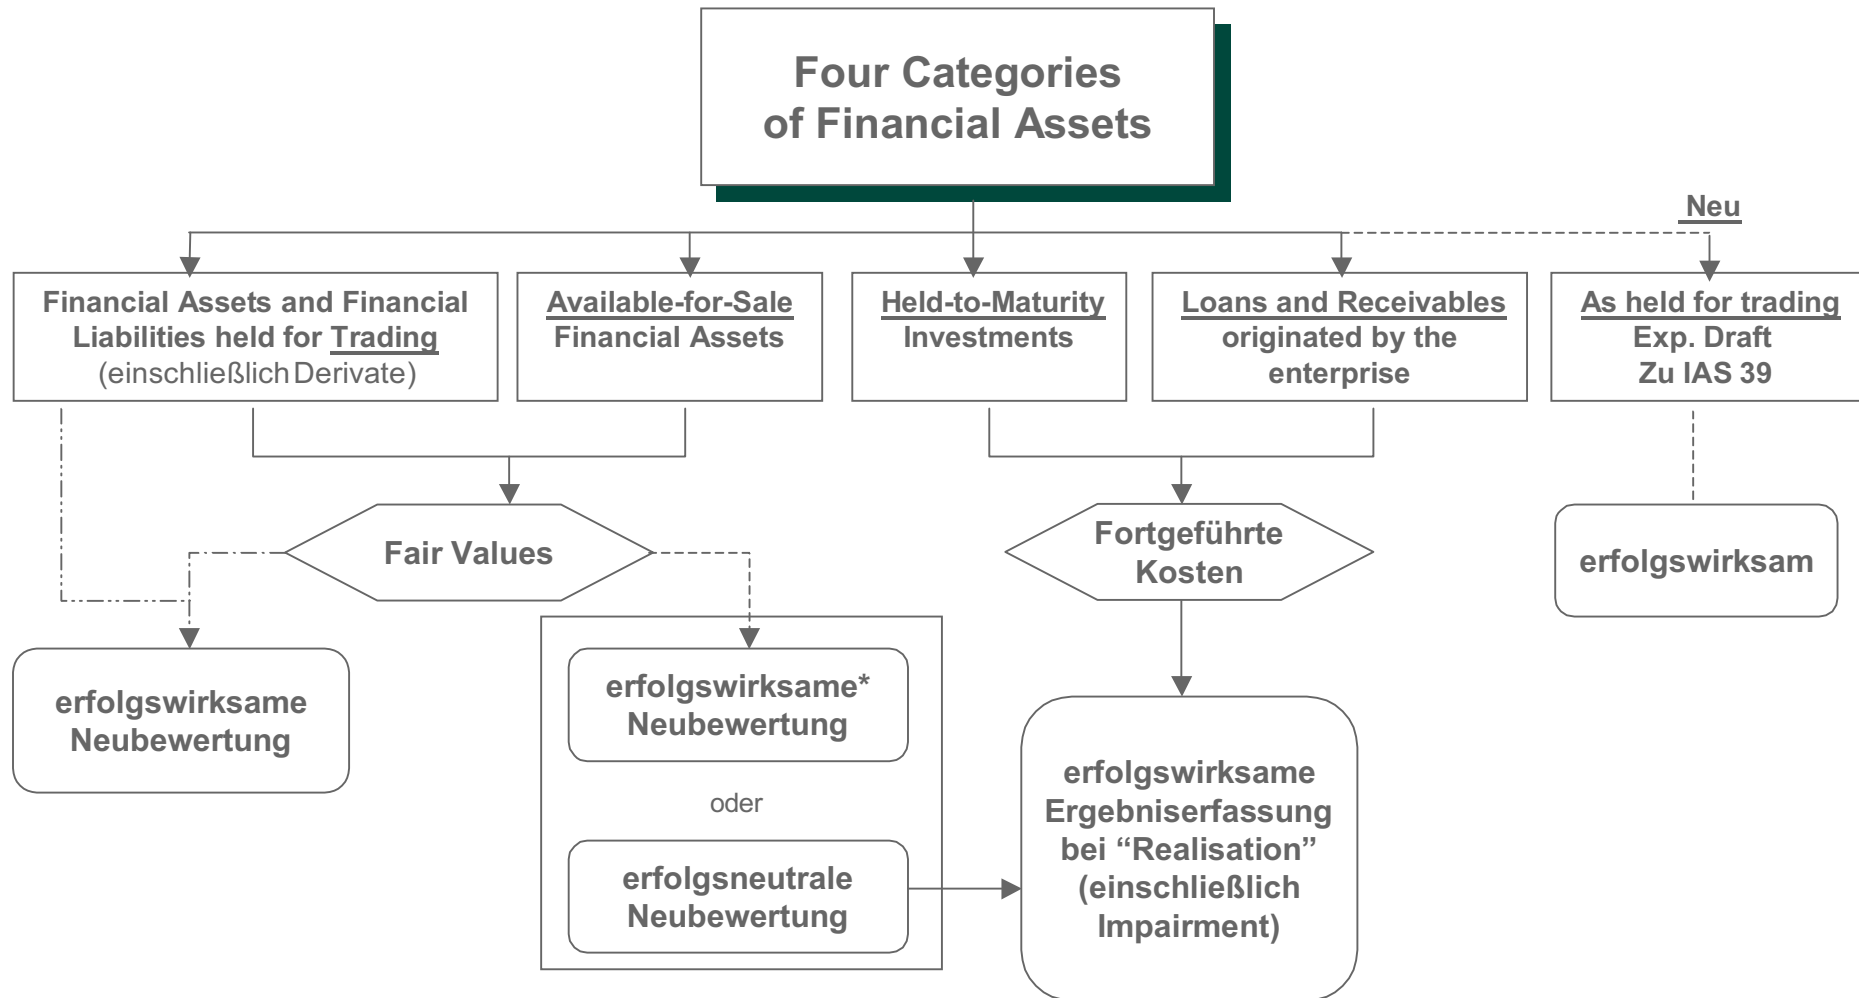 Four Categories
of Financial Assets
Neu
Financial Assets and Financial
Liabilities held for Trading
(einschließlich Derivate)
Available-for-Sale
Financial Assets
Held-to-Maturity
Investments
Loans and Receivables
originated by the
enterprise
As held for trading
Exp. Draft
Zu IAS 39
Fair Values
Fortgeführte
Kosten
erfolgswirksam
erfolgswirksame
Neubewertung
erfolgswirksame*
Neubewertung
oder
erfolgsneutrale
Neubewertung
erfolgswirksame
Ergebniserfassung
bei “Realisation”
(einschließlich
Impairment)